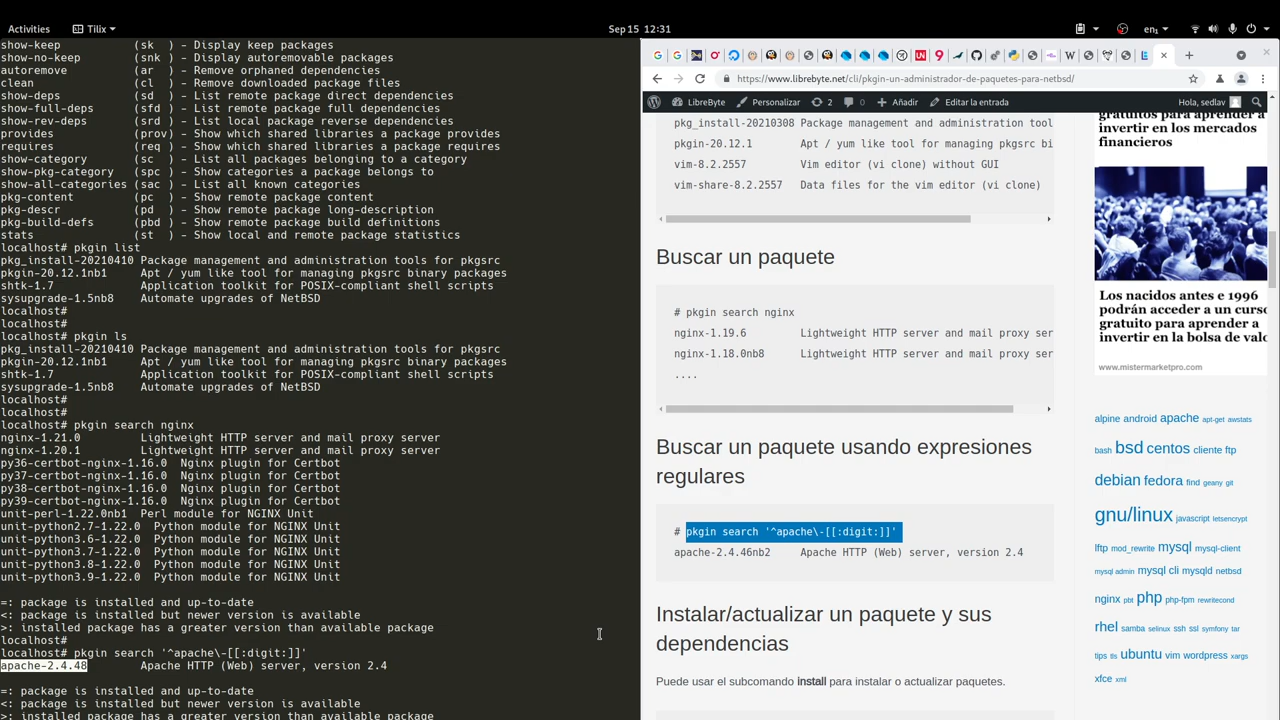 Activities
Tilix
Sep 15 12:31
en₁
show-keep (sk ) - Display keep packages
show-no-keep (snk ) - Display autoremovable packages
autoremove (ar ) - Remove orphaned dependencies
clean (cl ) - Remove downloaded package files
show-deps (sd ) - List remote package direct dependencies
show-full-deps (sfd ) - List remote package full dependencies
show-rev-deps (srd ) - List local package reverse dependencies
provides (prov) - Show which shared libraries a package provides
requires (req ) - Show which shared libraries a package requires
show-category (sc ) - List all packages belonging to a category
show-pkg-category (spc ) - Show categories a package belongs to
show-all-categories (sac ) - List all known categories
pkg-content (pc ) - Show remote package content
pkg-descr (pd ) - Show remote package long-description
pkg-build-defs (pbd ) - Show remote package build definitions
stats (st ) - Show local and remote package statistics
localhost# pkgin list
pkg_install-20210410 Package management and administration tools for pkgsrc
pkgin-20.12.1nb1 Apt / yum like tool for managing pkgsrc binary packages
shtk-1.7 Application toolkit for POSIX-compliant shell scripts
sysupgrade-1.5nb8 Automate upgrades of NetBSD
localhost#
localhost#
localhost# pkgin ls
pkg_install-20210410 Package management and administration tools for pkgsrc
pkgin-20.12.1nb1 Apt / yum like tool for managing pkgsrc binary packages
shtk-1.7 Application toolkit for POSIX-compliant shell scripts
sysupgrade-1.5nb8 Automate upgrades of NetBSD
localhost#
localhost#
localhost# pkgin search nginx
nginx-1.21.0 Lightweight HTTP server and mail proxy server
nginx-1.20.1 Lightweight HTTP server and mail proxy server
py36-certbot-nginx-1.16.0 Nginx plugin for Certbot
py37-certbot-nginx-1.16.0 Nginx plugin for Certbot
py38-certbot-nginx-1.16.0 Nginx plugin for Certbot
py39-certbot-nginx-1.16.0 Nginx plugin for Certbot
unit-perl-1.22.0nb1 Perl module for NGINX Unit
unit-python2.7-1.22.0 Python module for NGINX Unit
unit-python3.6-1.22.0 Python module for NGINX Unit
unit-python3.7-1.22.0 Python module for NGINX Unit
unit-python3.8-1.22.0 Python module for NGINX Unit
unit-python3.9-1.22.0 Python module for NGINX Unit
=: package is installed and up-to-date
<: package is installed but newer version is available
>: installed package has a greater version than available package
localhost#
localhost# pkgin search '^apache\-[[:digit:]]'
apache-2.4.48 Apache HTTP (Web) server, version 2.4
=: package is installed and up-to-date
<: package is installed but newer version is available
>: installed package has a greater version than available package
https://www.librebyte.net/cli/pkgin-un-administrador-de-paquetes-para-netbsd/
LibreByte
Personalizar
2
0
Añadir
Editar la entrada
Hola, sedlav
pkg_install-20210308 Package management and administration tool
pkgin-20.12.1 Apt / yum like tool for managing pkgsrc bi
vim-8.2.2557 Vim editor (vi clone) without GUI
vim-share-8.2.2557 Data files for the vim editor (vi clone)
Buscar un paquete
# pkgin search nginx
nginx-1.19.6 Lightweight HTTP server and mail proxy ser
nginx-1.18.0nb8 Lightweight HTTP server and mail proxy ser
....
Buscar un paquete usando expresiones
regulares
# pkgin search '^apache\-[[:digit:]]'
apache-2.4.46nb2 Apache HTTP (Web) server, version 2.4
Instalar/actualizar un paquete y sus
dependencias
Puede usar el subcomando install para instalar o actualizar paquetes.
gratuitos para aprender a
invertir en los mercados
financieros
Los nacidos antes e 1996
podrán acceder a un curso
gratuito para aprender a
invertir en la bolsa de valo
www.mistermarketpro.com
alpine android apache apt-get awstats
bash bsd centos cliente ftp
debian fedora find geany git
gnu/linux javascript letsencrypt
lftp mod_rewrite mysql mysql-client
mysql admin mysql cli mysqld netbsd
nginx pbt php php-fpm rewritecond
rhel samba selinux ssh ssl symfony tar
tips tls ubuntu vim wordpress xargs
xfce xml